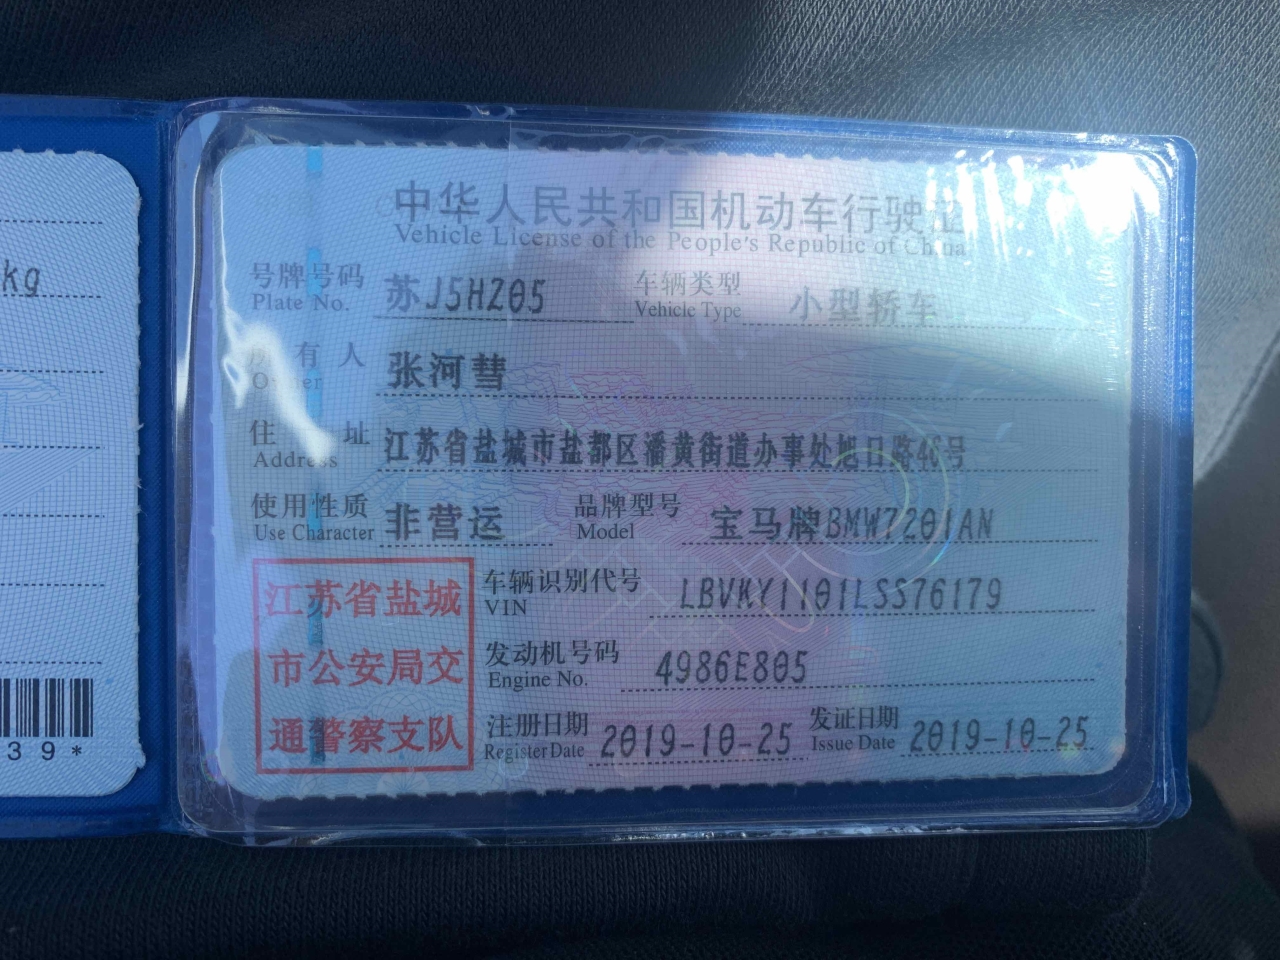 kg
39*
中华人民共和国机动车行驶证
Vehicle License of the People's Republic of China
号牌号码 苏J5HZ05 车辆类型 小型轿车
Plate No. Vehicle Type
所有人 张河彗
Owner
住址 江苏省盐城市盐都区潘黄街道办事处旭日路46号
Address
使用性质 非营运 品牌型号 宝马牌BMW7201AN
Use Character Model
车辆识别代号 LBVKY1101LSS76179
VIN
发动机号码 4986E805
Engine No.
注册日期 2019-10-25 发证日期 2019-10-25
Register Date Issue Date
江苏省盐城
市公安局交
通警察支队